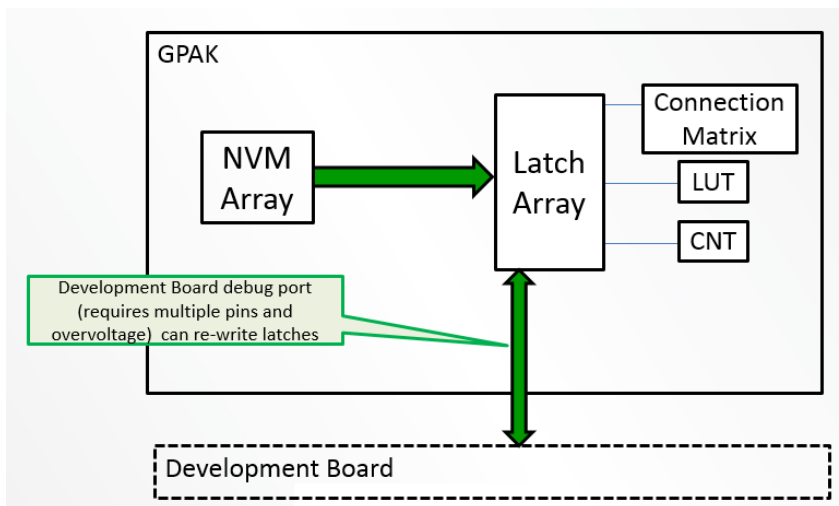 GPAK
NVM
Array
Latch
Array
Connection
Matrix
LUT
CNT
Development Board debug port
(requires multiple pins and
overvoltage) can re-write latches
Development Board